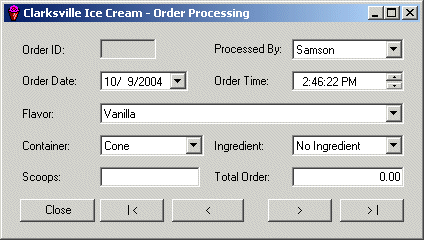 Clarksville Ice Cream - Order Processing
Order ID: Processed By: Samson
Order Date: 10/ 9/2004 Order Time: 2:46:22 PM
Flavor: Vanilla
Container: Cone Ingredient: No Ingredient
Scoops: Total Order: 0.00
Close |< < > >|